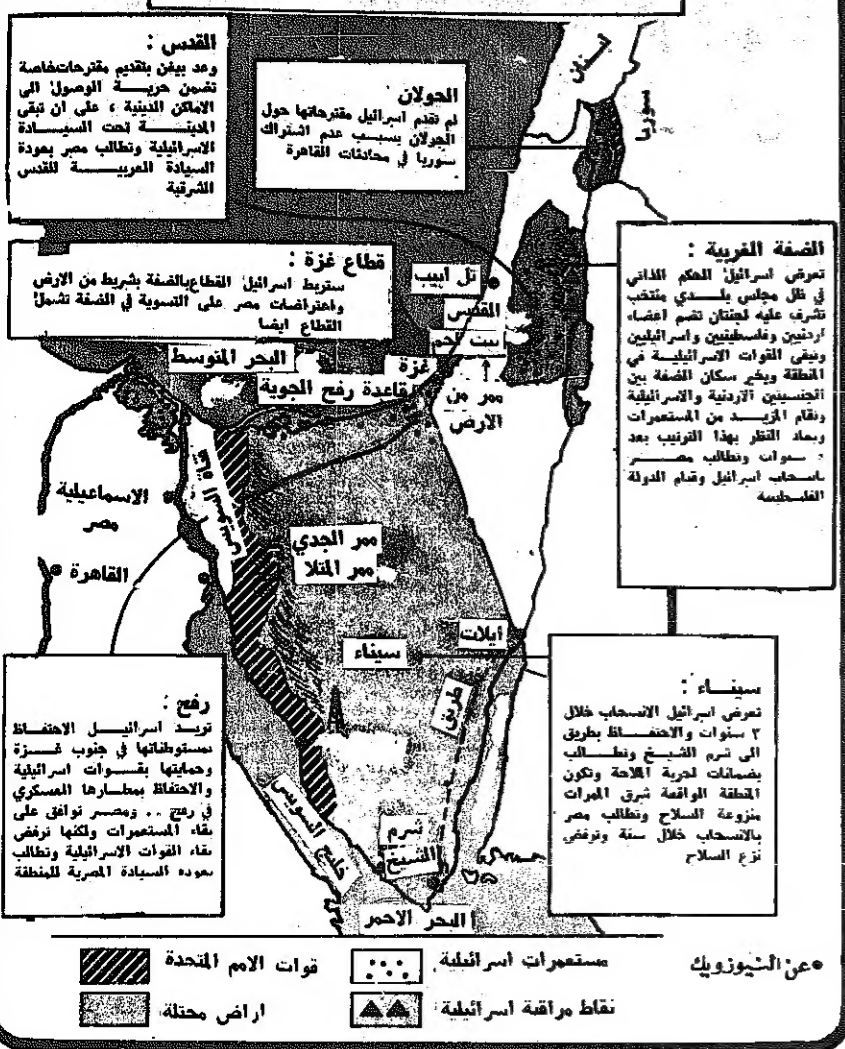 القدس :
وعد بيغن بتقديم مقترحات خاصة
تضمن حرية الوصول الى
الاماكن الدينية ، على ان تبقى
المدينة تحت السيادة
الاسرائيلية وتطالب مصر بعودة
السيادة العربية للقدس
الشرقية
الجولان
لم تقدم اسرائيل مقترحاتها حول
الجولان بسبب عدم اشتراك
سوريا في محادثات القاهرة
لبنان
سوريا
قطاع غزة :
ستربط اسرائيل القطاع بالضفة بشريط من الارض
واعتراضات مصر على التسوية في الضفة تشمل
القطاع ايضا
الضفة الغربية :
تعرض اسرائيل الحكم الذاتي
في ظل مجلس بلدي منتخب
تشرف عليه لجنتان تضم اعضاء
اردنيين وفلسطينيين واسرائيليين
وتبقى القوات الاسرائيلية في
المنطقة ويخير سكان الضفة بين
الجنسيتين الاردنية والاسرائيلية
وتقام المزيد من المستعمرات
ويعاد النظر بهذا الترتيب بعد
سنوات وتطالب مصر
بانسحاب اسرائيل وقيام الدولة
الفلسطينية
تل ابيب
القدس
بيت لحم
البحر المتوسط
غزة
قاعدة رفح الجوية
ممر من
الارض
قناة السويس
الاسماعيلية
مصر
القاهرة
ممر الجدي
ممر المتلا
ايلات
سيناء
طريق
سيناء :
تعرض اسرائيل الانسحاب خلال
٣ سنوات والاحتفاظ بطريق
الى شرم الشيخ وتطالب
بضمانات لحرية الملاحة وتكون
المنطقة الواقعة شرق الممرات
منزوعة السلاح وتطالب مصر
بالانسحاب خلال سنة وترفض
نزع السلاح
رفح :
تريد اسرائيل الاحتفاظ
بمستوطناتها في جنوب غزة
وحمايتها بقوات اسرائيلية
والاحتفاظ بمطارها العسكري
في رفح .. ومصر توافق على
بقاء المستعمرات ولكنها ترفض
بقاء القوات الاسرائيلية وتطالب
بعودة السيادة المصرية للمنطقة
خليج السويس
شرم
الشيخ
البحر الاحمر
●عن النيوزويك
مستعمرات اسرائيلية
قوات الامم المتحدة
نقاط مراقبة اسرائيلية
اراض محتلة